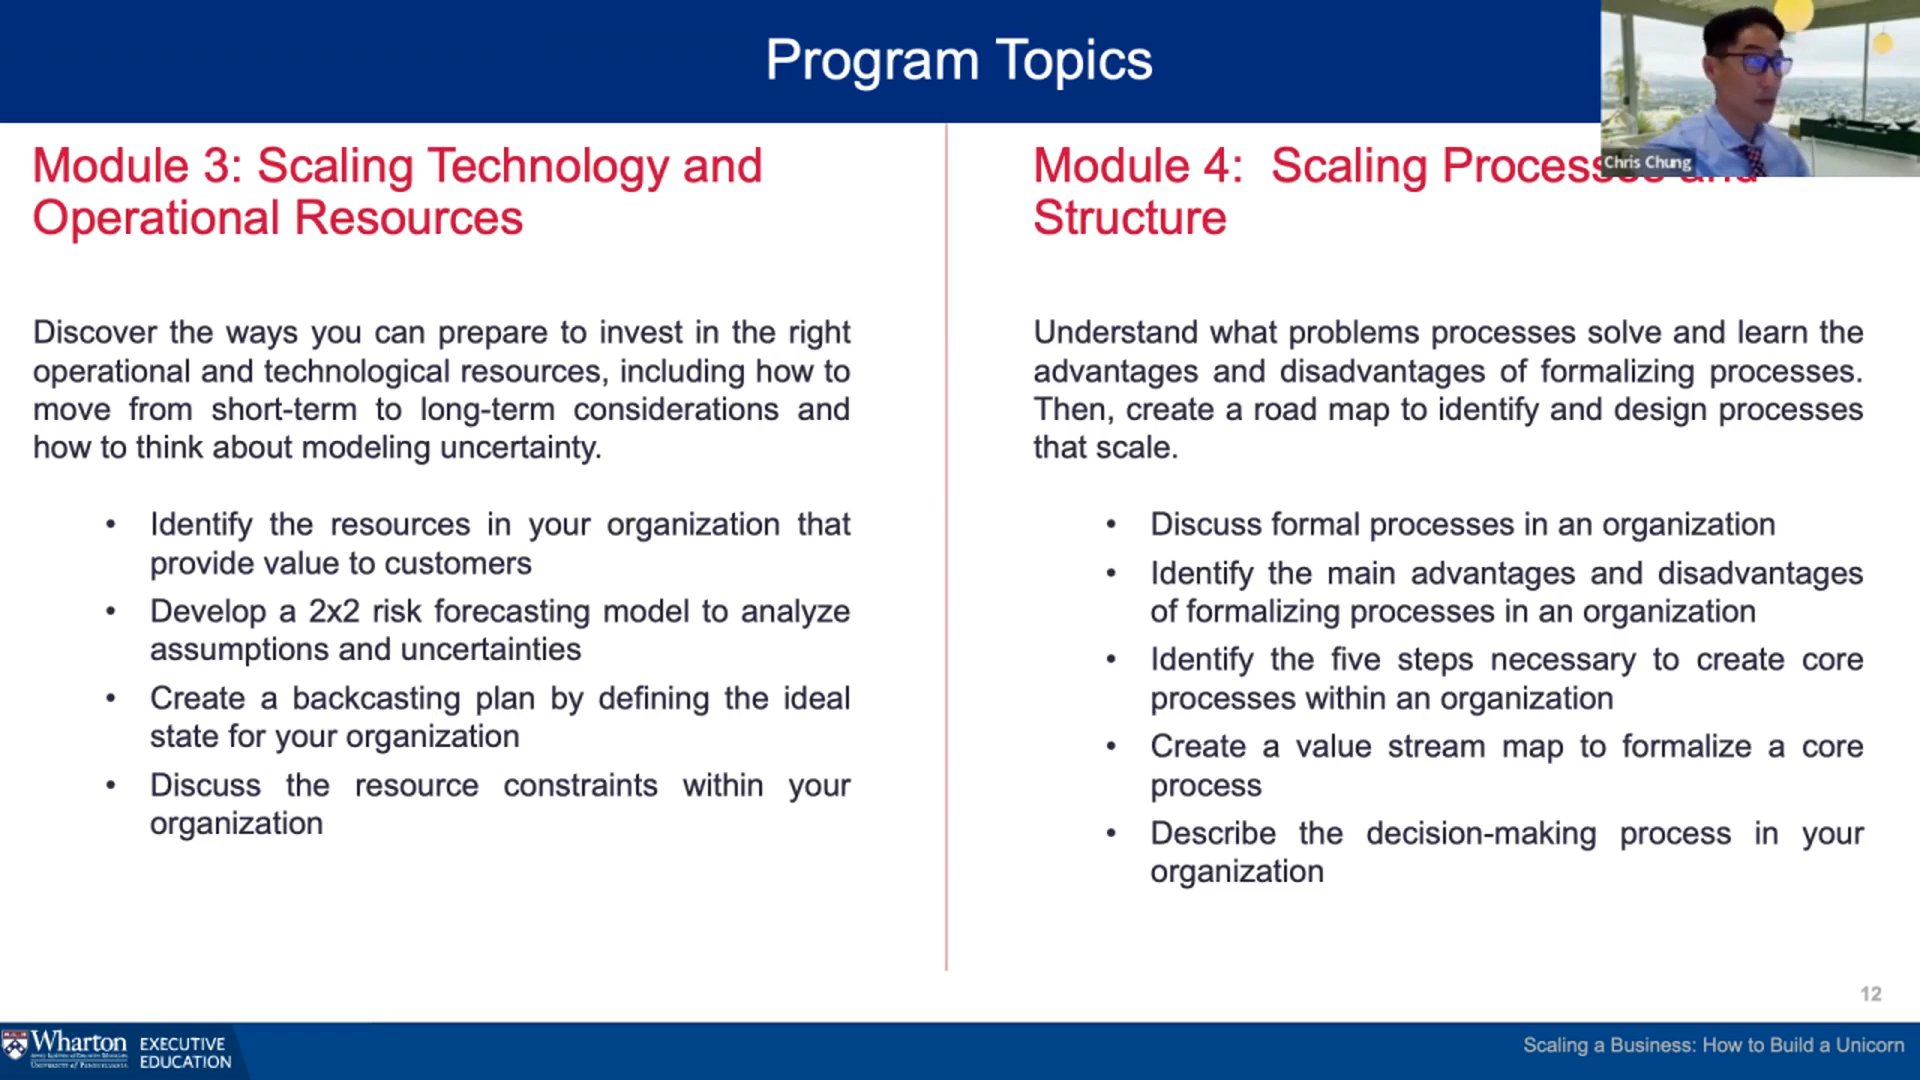 Program Topics
Chris Chung
Module 3: Scaling Technology and
Operational Resources
Discover the ways you can prepare to invest in the right
operational and technological resources, including how to
move from short-term to long-term considerations and
how to think about modeling uncertainty.
• Identify the resources in your organization that
provide value to customers
• Develop a 2x2 risk forecasting model to analyze
assumptions and uncertainties
• Create a backcasting plan by defining the ideal
state for your organization
• Discuss the resource constraints within your
organization
Module 4: Scaling Processes and
Structure
Understand what problems processes solve and learn the
advantages and disadvantages of formalizing processes.
Then, create a road map to identify and design processes
that scale.
• Discuss formal processes in an organization
• Identify the main advantages and disadvantages
of formalizing processes in an organization
• Identify the five steps necessary to create core
processes within an organization
• Create a value stream map to formalize a core
process
• Describe the decision-making process in your
organization
12
Wharton
UNIVERSITY of PENNSYLVANIA
EXECUTIVE
EDUCATION
Scaling a Business: How to Build a Unicorn